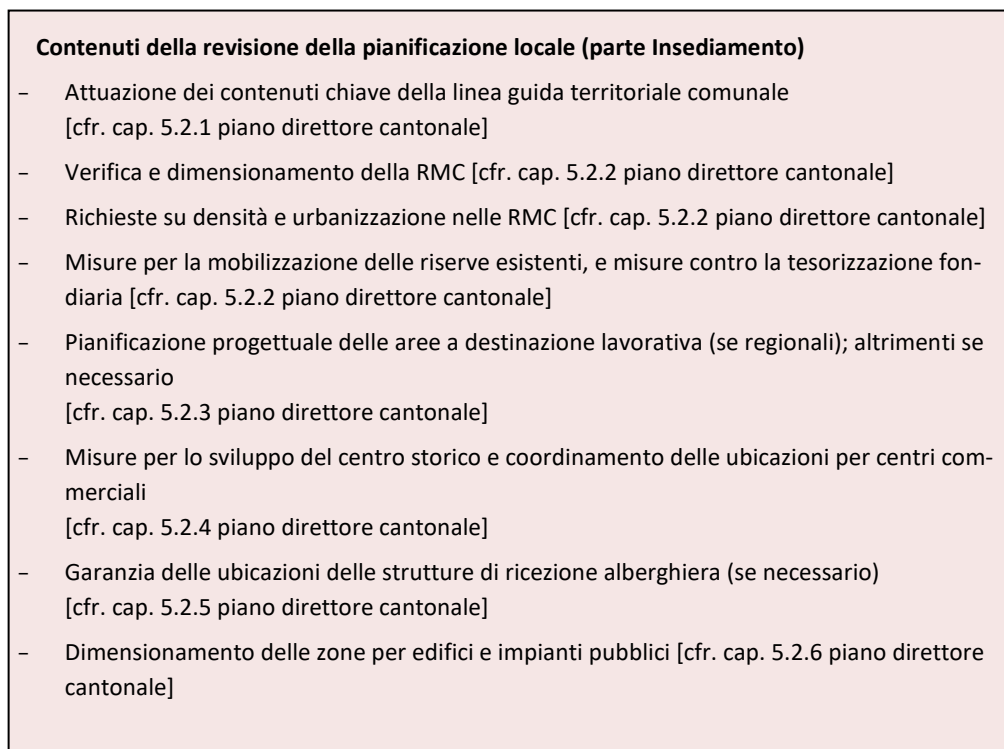 Contenuti della revisione della pianificazione locale (parte Insediamento)
– Attuazione dei contenuti chiave della linea guida territoriale comunale
[cfr. cap. 5.2.1 piano direttore cantonale]
– Verifica e dimensionamento della RMC [cfr. cap. 5.2.2 piano direttore cantonale]
– Richieste su densità e urbanizzazione nelle RMC [cfr. cap. 5.2.2 piano direttore cantonale]
– Misure per la mobilizzazione delle riserve esistenti, e misure contro la tesorizzazione fon-
diaria [cfr. cap. 5.2.2 piano direttore cantonale]
– Pianificazione progettuale delle aree a destinazione lavorativa (se regionali); altrimenti se
necessario
[cfr. cap. 5.2.3 piano direttore cantonale]
– Misure per lo sviluppo del centro storico e coordinamento delle ubicazioni per centri com-
merciali
[cfr. cap. 5.2.4 piano direttore cantonale]
– Garanzia delle ubicazioni delle strutture di ricezione alberghiera (se necessario)
[cfr. cap. 5.2.5 piano direttore cantonale]
– Dimensionamento delle zone per edifici e impianti pubblici [cfr. cap. 5.2.6 piano direttore
cantonale]